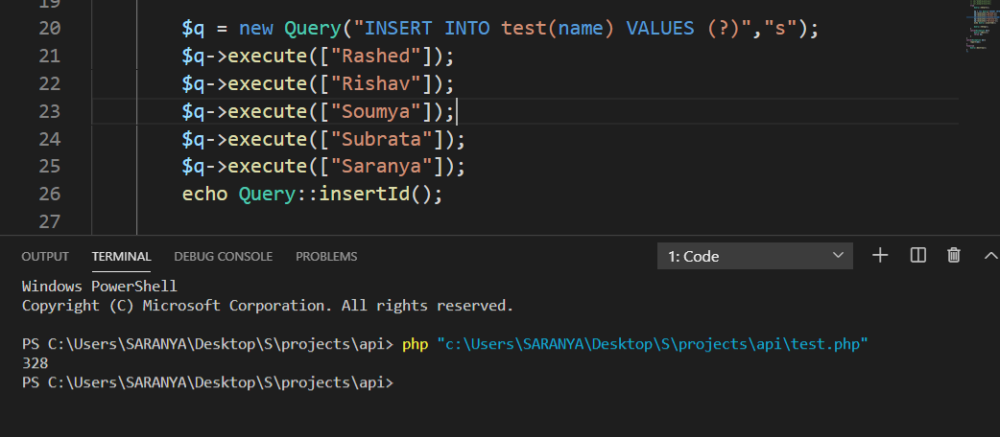 19
20 $q = new Query("INSERT INTO test(name) VALUES (?)","s");
21 $q->execute(["Rashed"]);
22 $q->execute(["Rishav"]);
23 $q->execute(["Soumya"]);
24 $q->execute(["Subrata"]);
25 $q->execute(["Saranya"]);
26 echo Query::insertId();
27
OUTPUT TERMINAL DEBUG CONSOLE PROBLEMS 1: Code
Windows PowerShell
Copyright (C) Microsoft Corporation. All rights reserved.
PS C:\Users\SARANYA\Desktop\S\projects\api> php "c:\Users\SARANYA\Desktop\S\projects\api\test.php"
328
PS C:\Users\SARANYA\Desktop\S\projects\api>